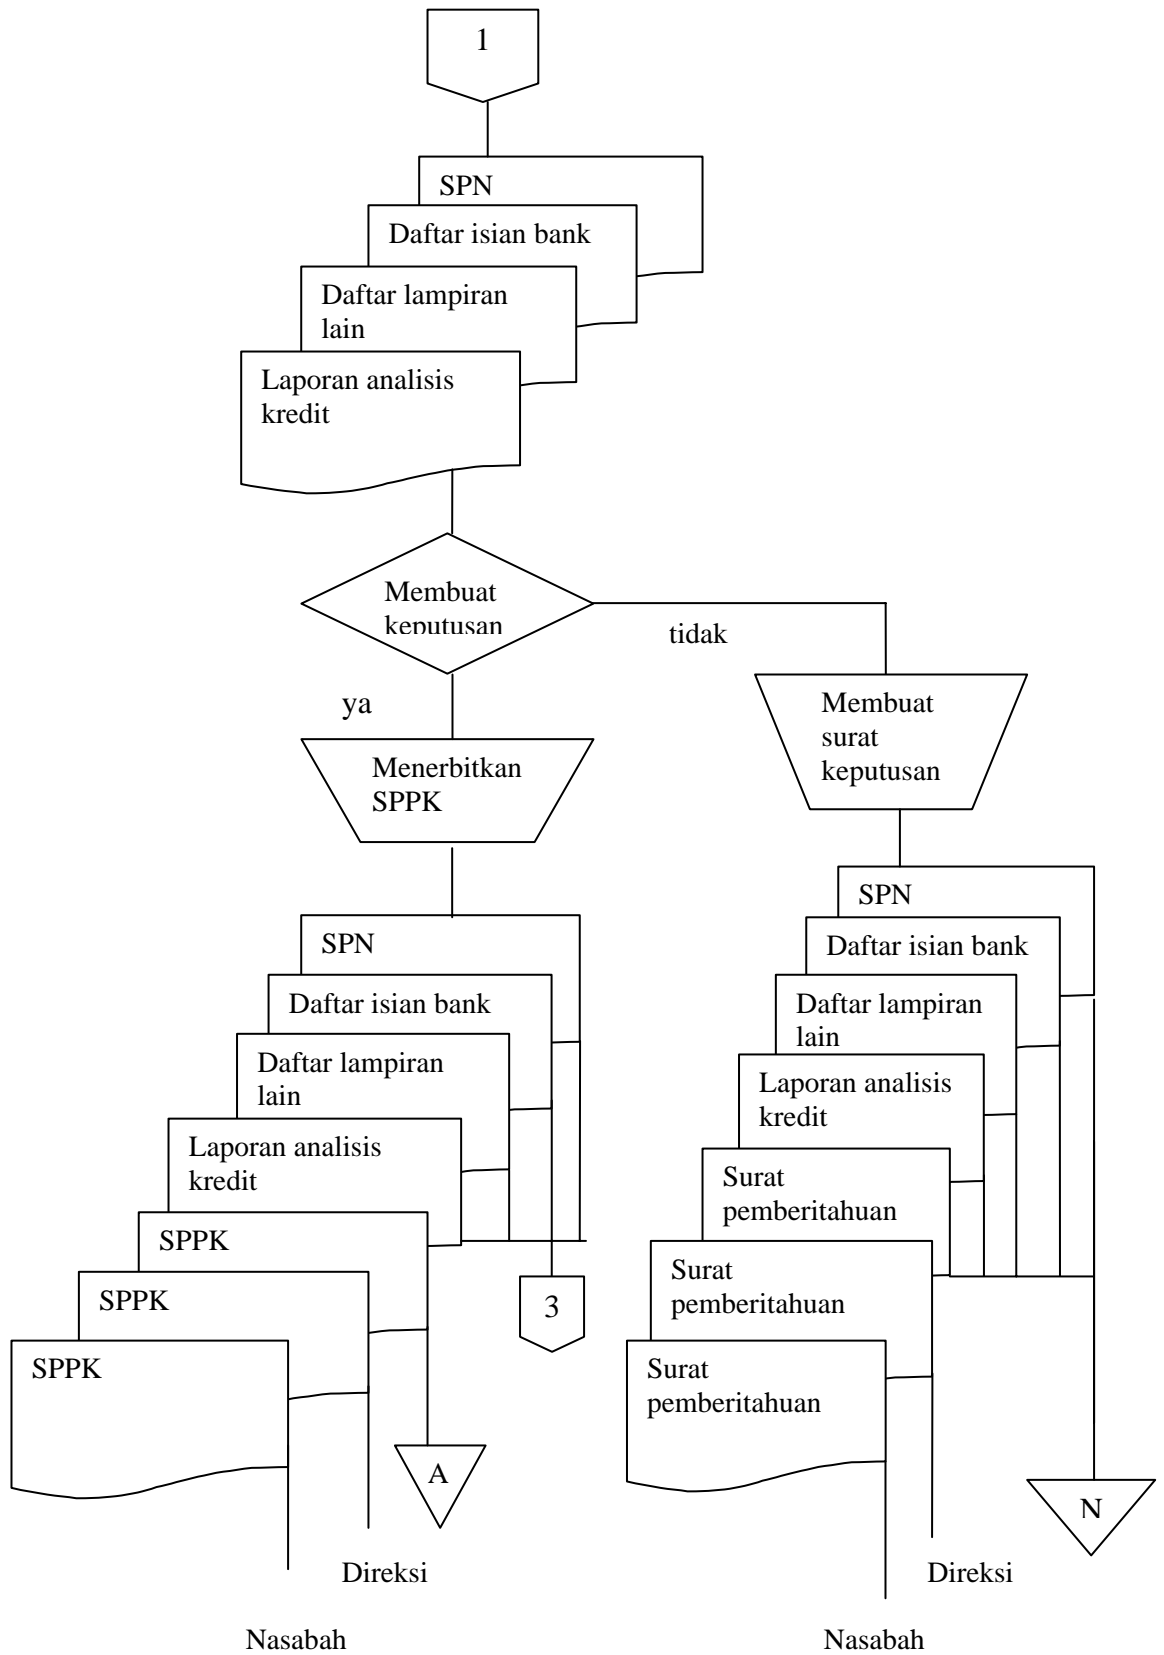 1
SPN
Daftar isian bank
Daftar lampiran
lain
Laporan analisis
kredit
Membuat
keputusan
tidak
ya
Menerbitkan
SPPK
Membuat
surat
keputusan
SPN
Daftar isian bank
Daftar lampiran
lain
Laporan analisis
kredit
SPPK
SPPK
SPPK
3
A
Direksi
Nasabah
SPN
Daftar isian bank
Daftar lampiran
lain
Laporan analisis
kredit
Surat
pemberitahuan
Surat
pemberitahuan
Surat
pemberitahuan
N
Direksi
Nasabah